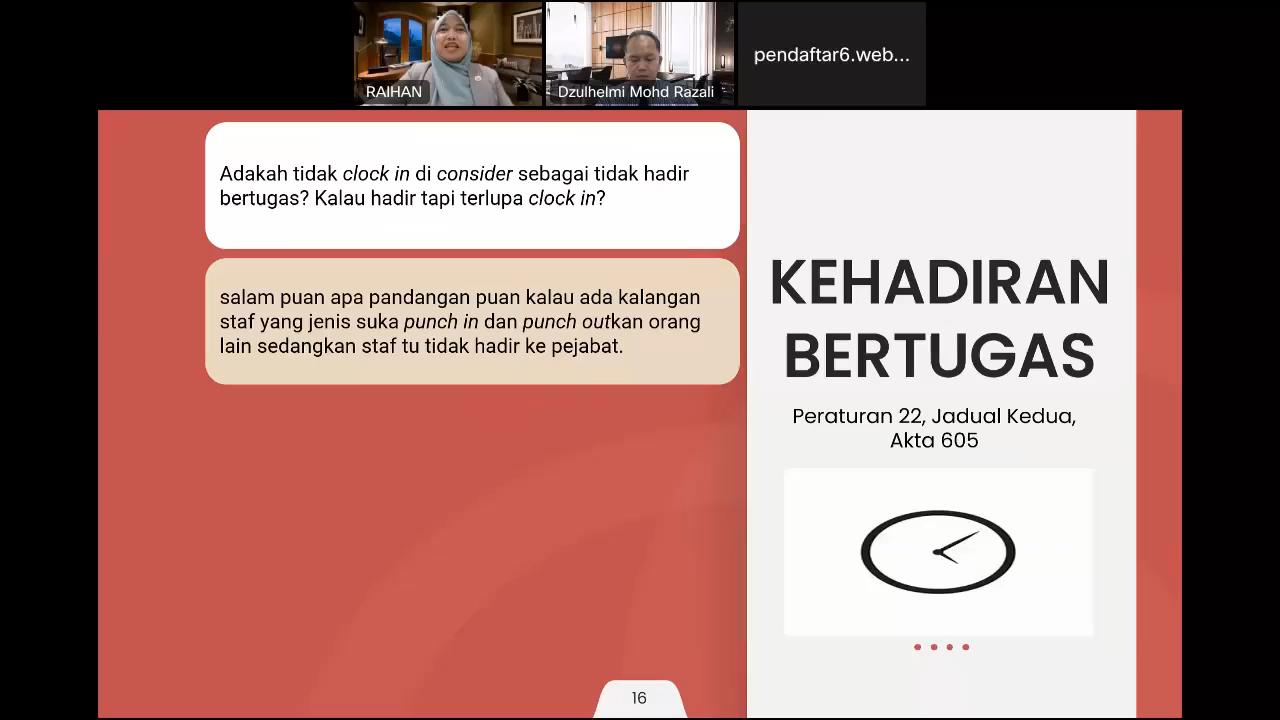 RAIHAN
Dzulhelmi Mohd Razali
pendaftar6.web...
Adakah tidak clock in di consider sebagai tidak hadir
bertugas? Kalau hadir tapi terlupa clock in?
salam puan apa pandangan puan kalau ada kalangan
staf yang jenis suka punch in dan punch outkan orang
lain sedangkan staf tu tidak hadir ke pejabat.
KEHADIRAN
BERTUGAS
Peraturan 22, Jadual Kedua,
Akta 605
16